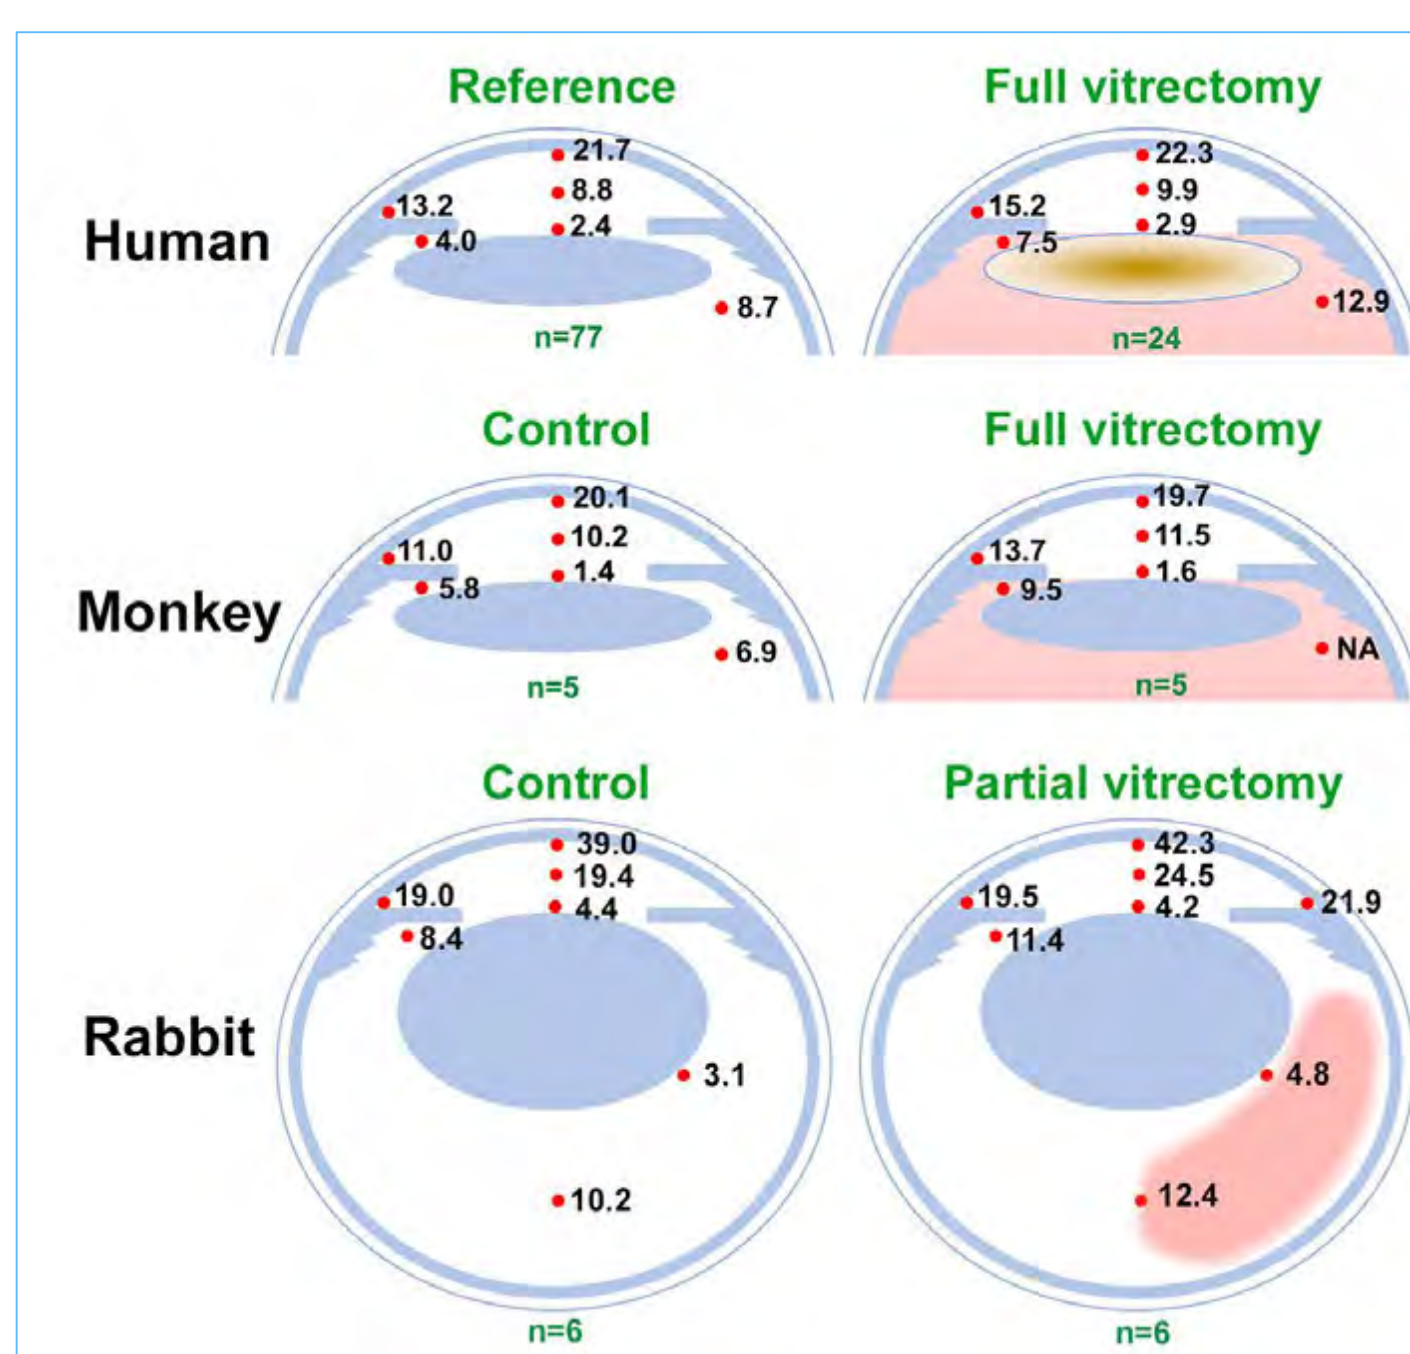 Reference
Full vitrectomy
Human
21.7
8.8
2.4
13.2
4.0
8.7
n=77
22.3
9.9
2.9
15.2
7.5
12.9
n=24
Control
Full vitrectomy
Monkey
20.1
10.2
1.4
11.0
5.8
6.9
n=5
19.7
11.5
1.6
13.7
9.5
NA
n=5
Control
Partial vitrectomy
Rabbit
39.0
19.4
4.4
19.0
8.4
3.1
10.2
n=6
42.3
24.5
4.2
19.5
21.9
11.4
4.8
12.4
n=6